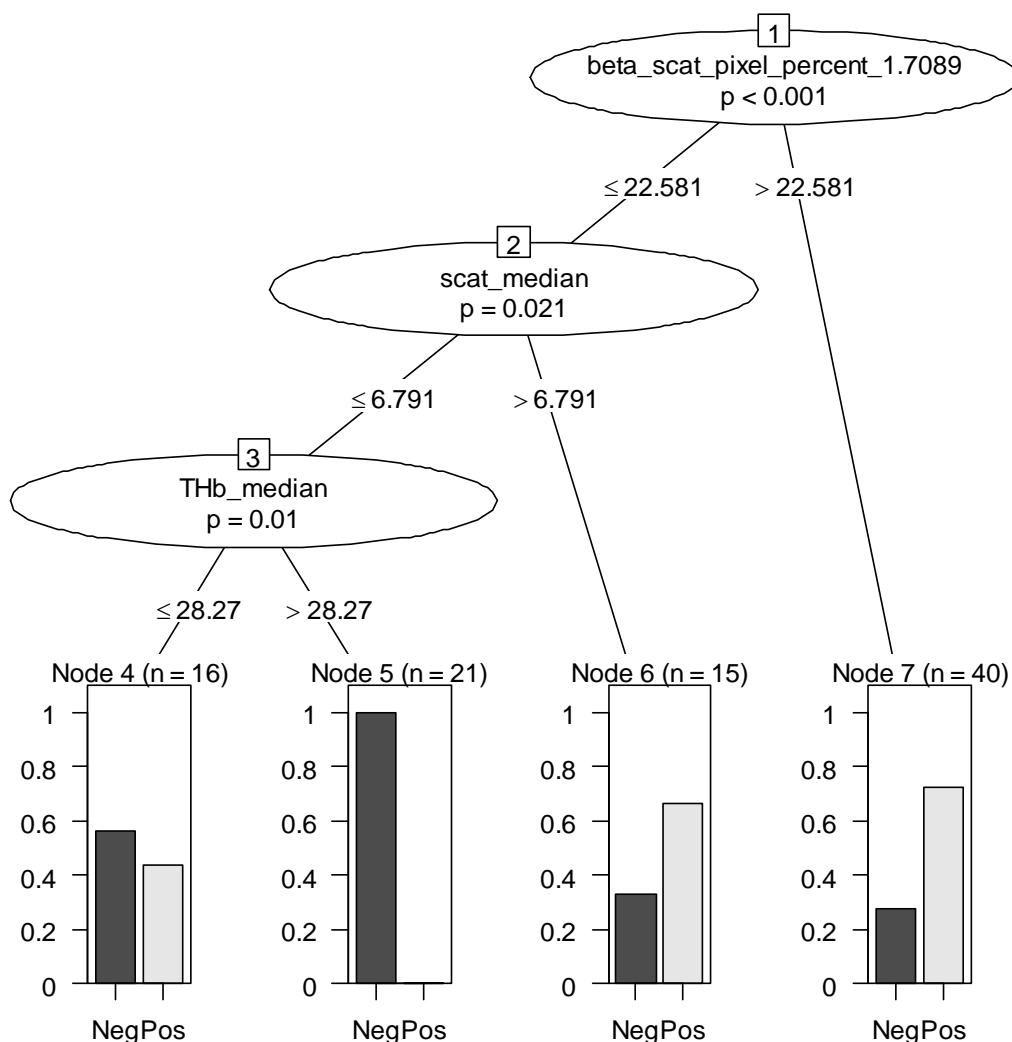 1
beta_scat_pixel_percent_1.7089
p < 0.001
≤ 22.581
> 22.581
2
scat_median
p = 0.021
≤ 6.791
> 6.791
3
THb_median
p = 0.01
≤ 28.27
> 28.27
Node 4 (n = 16)
1
0.8
0.6
0.4
0.2
0
NegPos
Node 5 (n = 21)
1
0.8
0.6
0.4
0.2
0
NegPos
Node 6 (n = 15)
1
0.8
0.6
0.4
0.2
0
NegPos
Node 7 (n = 40)
1
0.8
0.6
0.4
0.2
0
NegPos